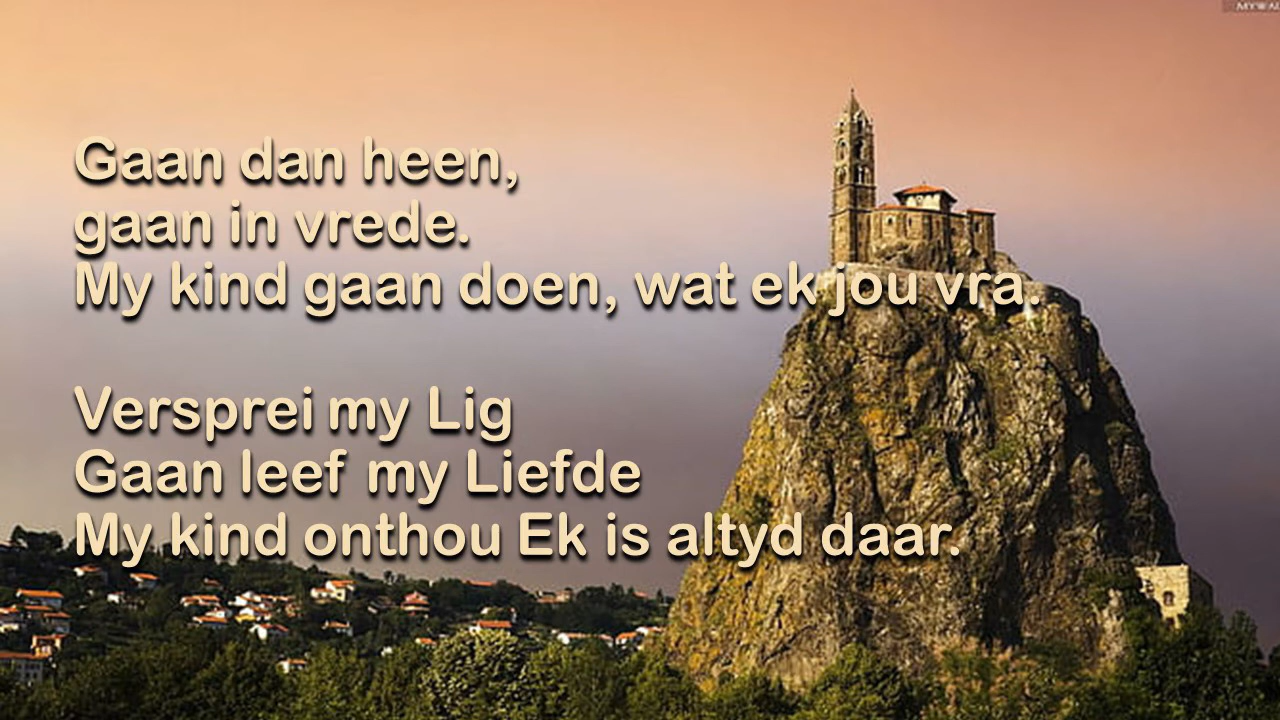 Gaan dan heen,
gaan in vrede.
My kind gaan doen, wat ek jou vra.
Versprei my Lig
Gaan leef my Liefde
My kind onthou Ek is altyd daar.